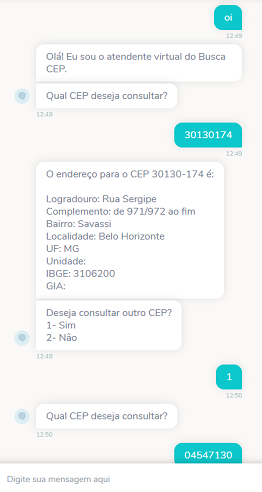 oi
12:49
Olá! Eu sou o atendente virtual do Busca
CEP.
Qual CEP deseja consultar?
12:49
30130174
12:49
O endereço para o CEP 30130-174 é:
Logradouro: Rua Sergipe
Complemento: de 971/972 ao fim
Bairro: Savassi
Localidade: Belo Horizonte
UF: MG
Unidade:
IBGE: 3106200
GIA:
Deseja consultar outro CEP?
1- Sim
2- Não
12:49
1
12:50
Qual CEP deseja consultar?
12:50
04547130
Digite sua mensagem aqui